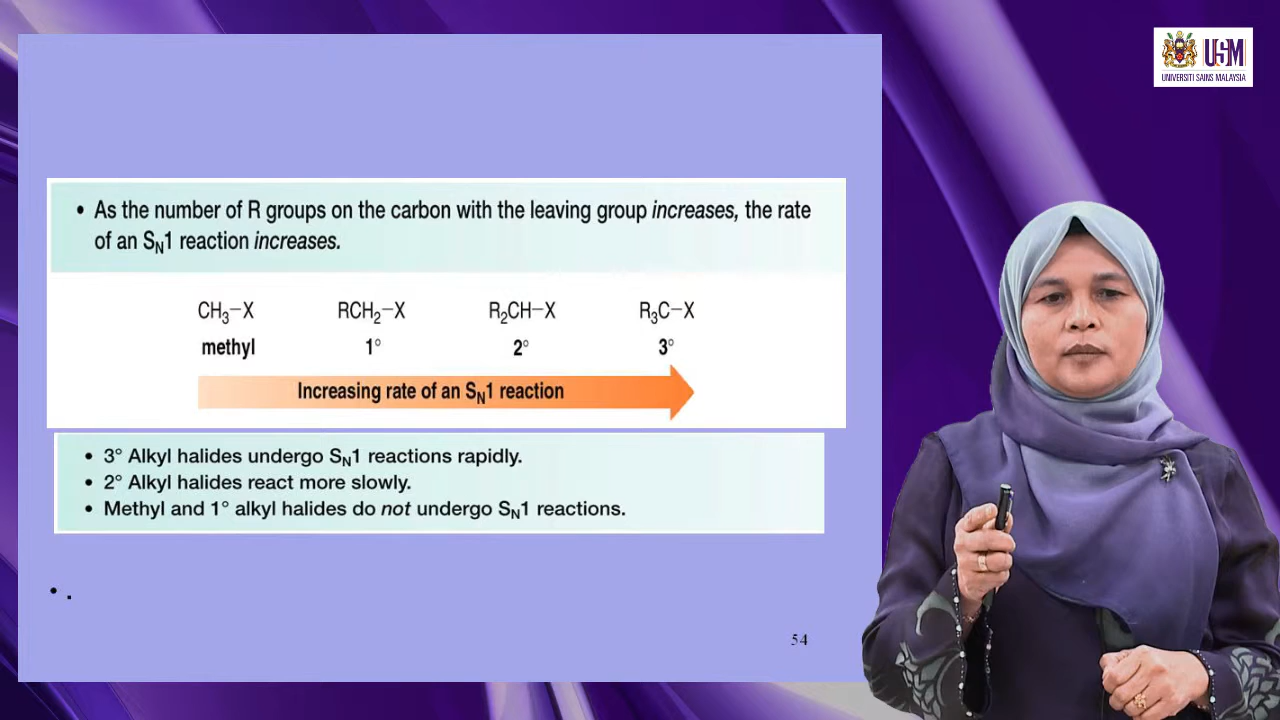 USM
UNIVERSITI SAINS MALAYSIA
• As the number of R groups on the carbon with the leaving group increases, the rate
of an SN1 reaction increases.
CH3–X RCH2–X R2CH–X R3C–X
methyl 1° 2° 3°
Increasing rate of an SN1 reaction
• 3° Alkyl halides undergo SN1 reactions rapidly.
• 2° Alkyl halides react more slowly.
• Methyl and 1° alkyl halides do not undergo SN1 reactions.
• .
54